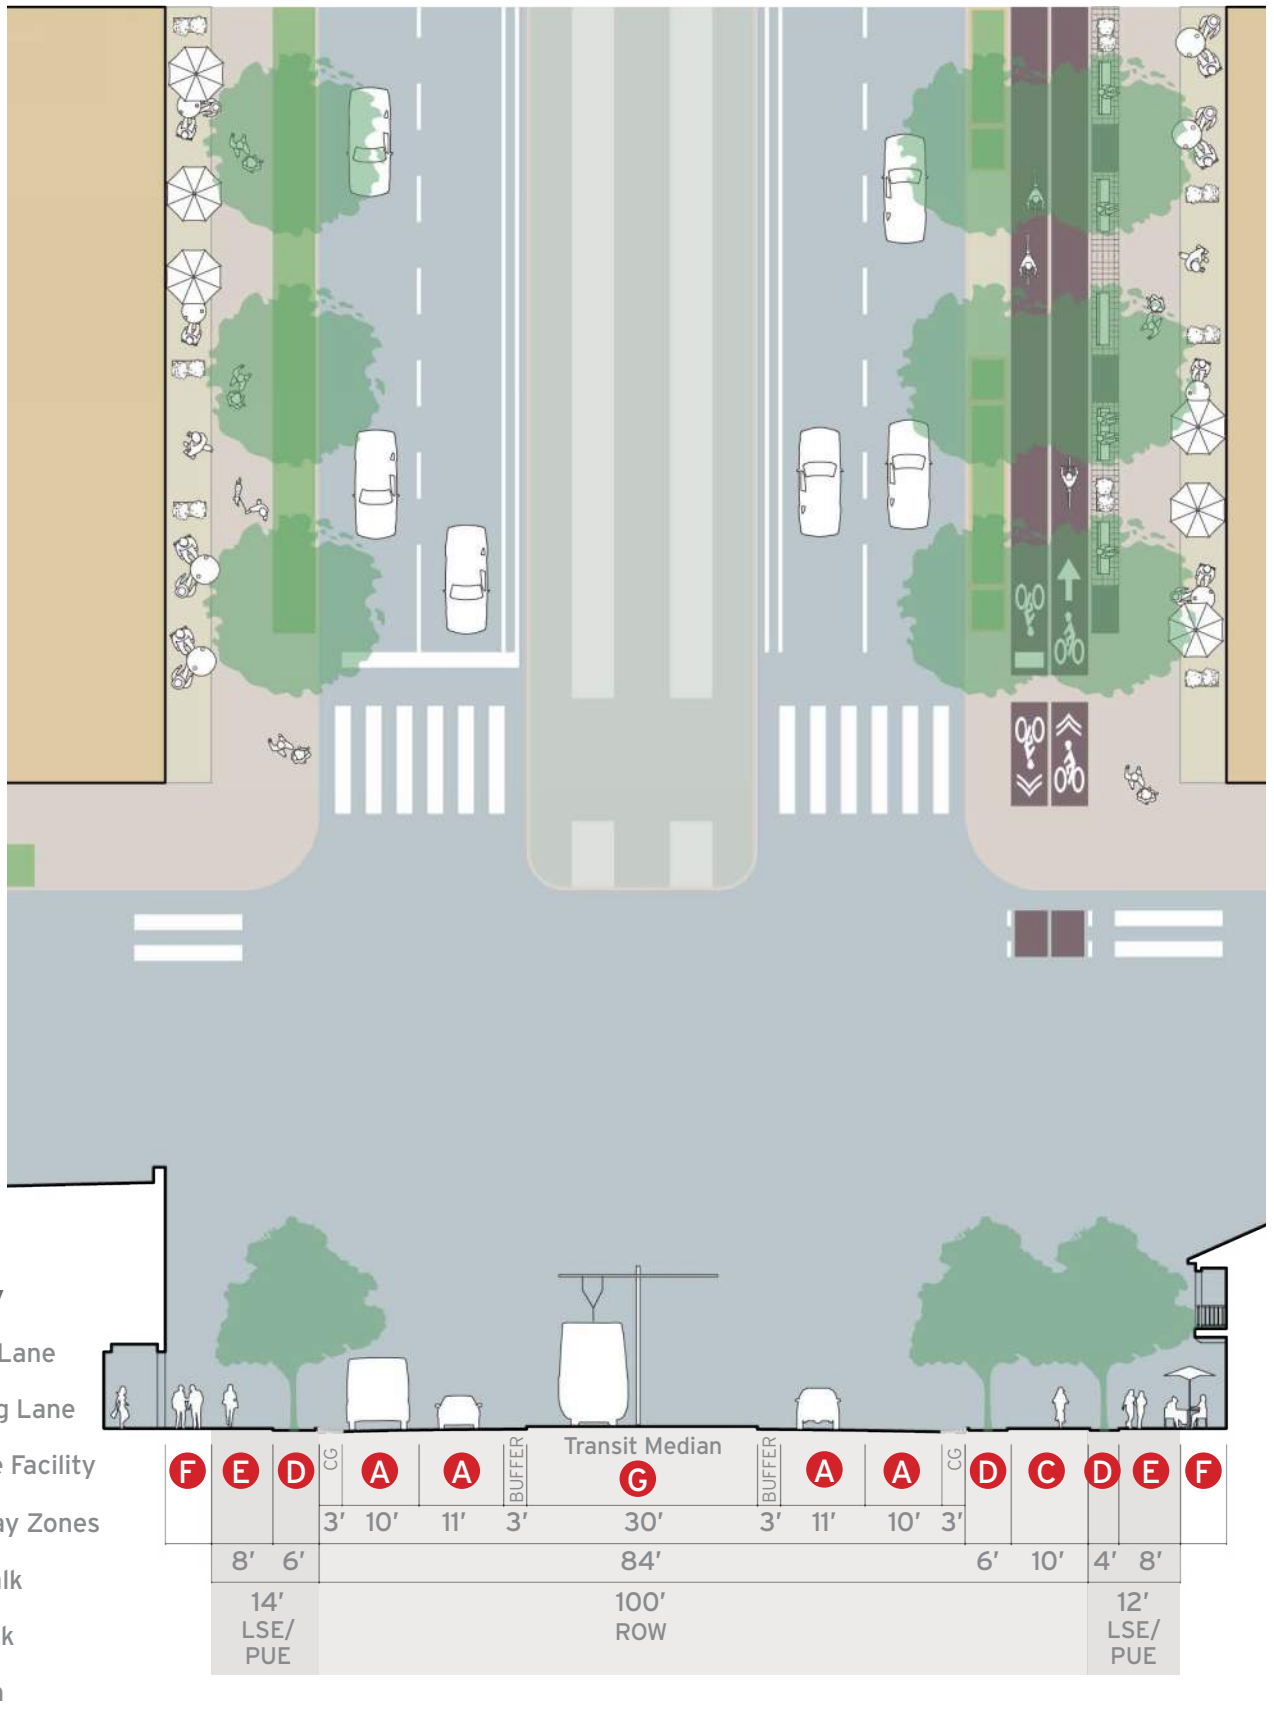 y
Lane
g Lane
e Facility
ay Zones
alk
k
n
Transit Median
F E D CG A A BUFFER G BUFFER A A CG D C D E F
3' 10' 11' 3' 30' 3' 11' 10' 3'
8' 6' 84' 6' 10' 4' 8'
14' 100' 12'
LSE/ ROW LSE/
PUE PUE